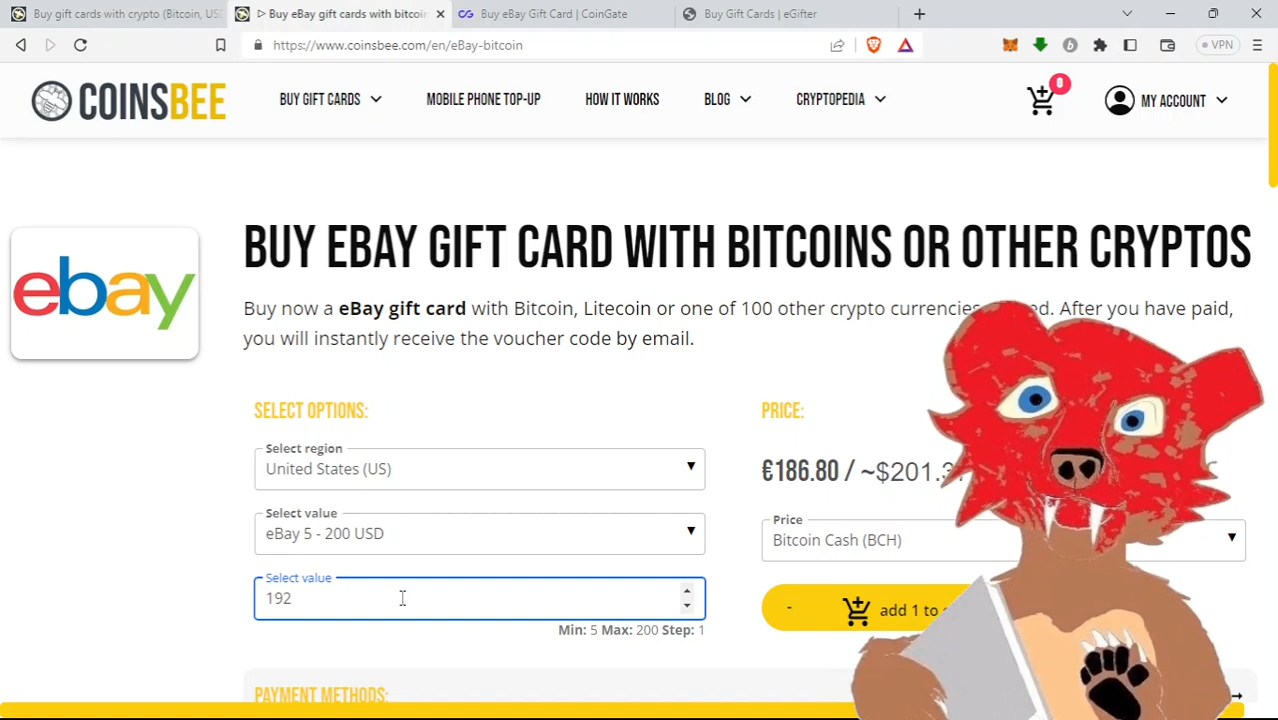 Buy gift cards with crypto (Bitcoin, US
Buy eBay gift cards with bitcoin
Buy eBay Gift Card | CoinGate
Buy Gift Cards | eGifter
https://www.coinsbee.com/en/eBay-bitcoin
VPN
COINSBEE
BUY GIFT CARDS
MOBILE PHONE TOP-UP
HOW IT WORKS
BLOG
CRYPTOPEDIA
0
MY ACCOUNT
ebay
BUY EBAY GIFT CARD WITH BITCOINS OR OTHER CRYPTOS
Buy now a eBay gift card with Bitcoin, Litecoin or one of 100 other crypto currencies After you have paid,
you will instantly receive the voucher code by email.
SELECT OPTIONS:
Select region
United States (US)
Select value
eBay 5 - 200 USD
Select value
192
Min: 5 Max: 200 Step: 1
PRICE:
€186.80 / ~$201.3
Price
Bitcoin Cash (BCH)
- add 1 to
PAYMENT METHODS: